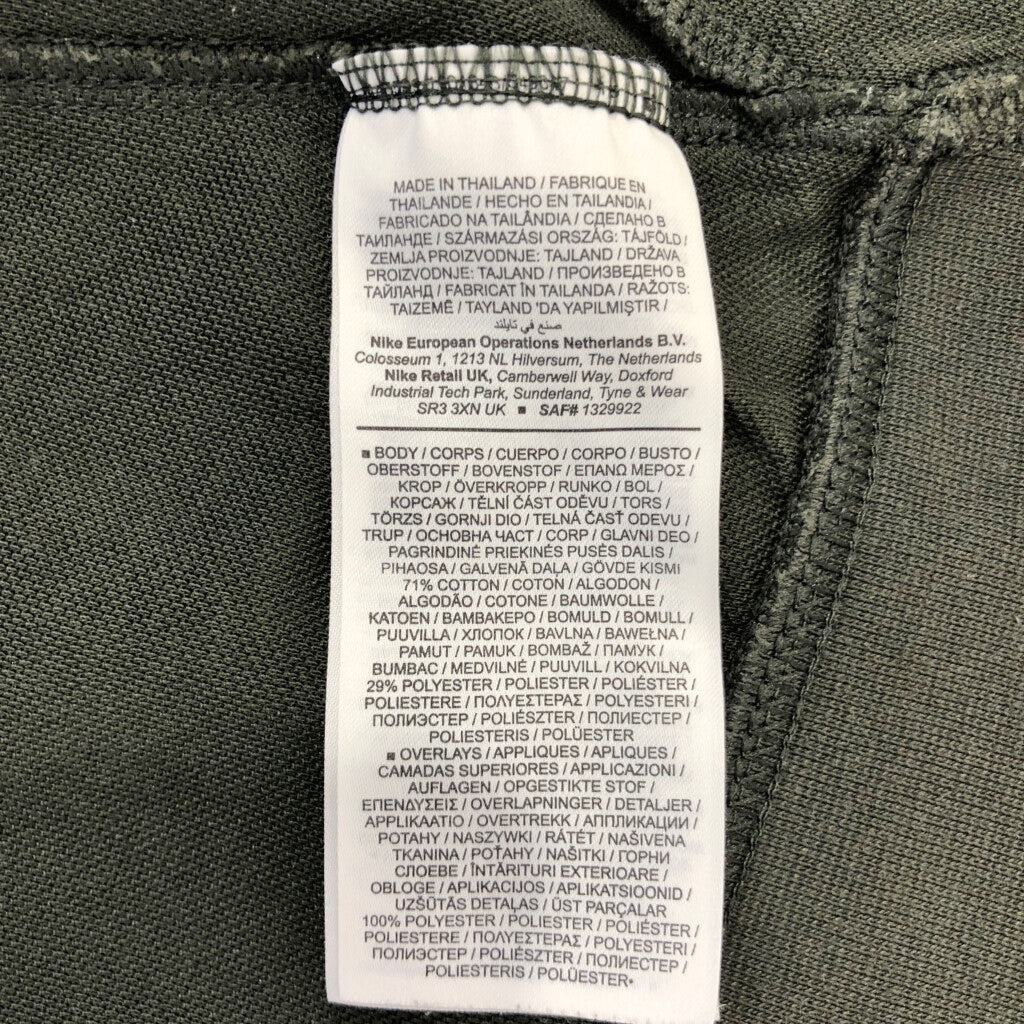 MADE IN THAILAND / FABRIQUE EN
THAILANDE / HECHO EN TAILANDIA /
FABRICADO NA TAILÂNDIA / СДЕЛАНО В
ТАИЛАНДЕ / SZÁRMAZÁSI ORSZÁG: TÁJFÖLD /
ZEMLJA PROIZVODNJE: TAJLAND / DRŽAVA
PROIZVODNJE: TAJLAND / ПРОИЗВЕДЕНО В
ТАЙЛАНД / FABRICAT ÎN TAILANDA / RAŽOTS:
TAIZEMĒ / TAYLAND 'DA YAPILMIŞTIR /
صنع في تايلند
Nike European Operations Netherlands B.V.
Colosseum 1, 1213 NL Hilversum, The Netherlands
Nike Retail UK, Camberwell Way, Doxford
Industrial Tech Park, Sunderland, Tyne & Wear
SR3 3XN UK ■ SAF# 1329922
■ BODY / CORPS / CUERPO / CORPO / BUSTO /
OBERSTOFF / BOVENSTOF / ΕΠΑΝΩ ΜΕΡΟΣ /
KROP / ÖVERKROPP / RUNKO / BOL /
КОРСАЖ / TĚLNÍ ČÁST ODĚVU / TORS /
TÖRZS / GORNJI DIO / TELNÁ ČASŤ ODEVU /
TRUP / ОСНОВНА ЧАСТ / CORP / GLAVNI DEO /
PAGRINDINĖ PRIEKINĖS PUSĖS DALIS /
PIHAOSA / GALVENĀ DAĻA / GÖVDE KISMI
71% COTTON / COTON / ALGODON /
ALGODÃO / COTONE / BAUMWOLLE /
KATOEN / ΒΑΜΒΑΚΕΡΟ / BOMULD / BOMULL /
PUUVILLA / ХЛОПОК / BAVLNA / BAWEŁNA /
PAMUT / PAMUK / BOMBAŽ / ПАМУК /
BUMBAC / MEDVILNĖ / PUUVILL / KOKVILNA
29% POLYESTER / POLIESTER / POLIÉSTER /
POLIESTERE / ΠΟΛΥΕΣΤΕΡΑΣ / POLYESTERI /
ПОЛИЭСТЕР / POLIÉSZTER / ПОЛИЕСТЕР /
POLIESTERIS / POLÜESTER
■ OVERLAYS / APPLIQUES / APLIQUES /
CAMADAS SUPERIORES / APPLICAZIONI /
AUFLAGEN / OPGESTIKTE STOF /
ΕΠΕΝΔΥΣΕΙΣ / OVERLAPNINGER / DETALJER /
APPLIKAATIO / OVERTREKK / АППЛИКАЦИИ /
POTAHY / NASZYWKI / RÁTÉT / NAŠIVENA
TKANINA / POŤAHY / NAŠITKI / ГОРНИ
СЛОЕВЕ / ÎNTĂRITURI EXTERIOARE /
OBLOGE / APLIKACIJOS / APLIKATSIOONID /
UZŠŪTĀS DETAĻAS / ÜST PARÇALAR
100% POLYESTER / POLIESTER / POLIÉSTER /
POLIESTERE / ΠΟΛΥΕΣΤΕΡΑΣ / POLYESTERI /
ПОЛИЭСТЕР / POLIÉSZTER / ПОЛИЕСТЕР /
POLIESTERIS / POLÜESTER*